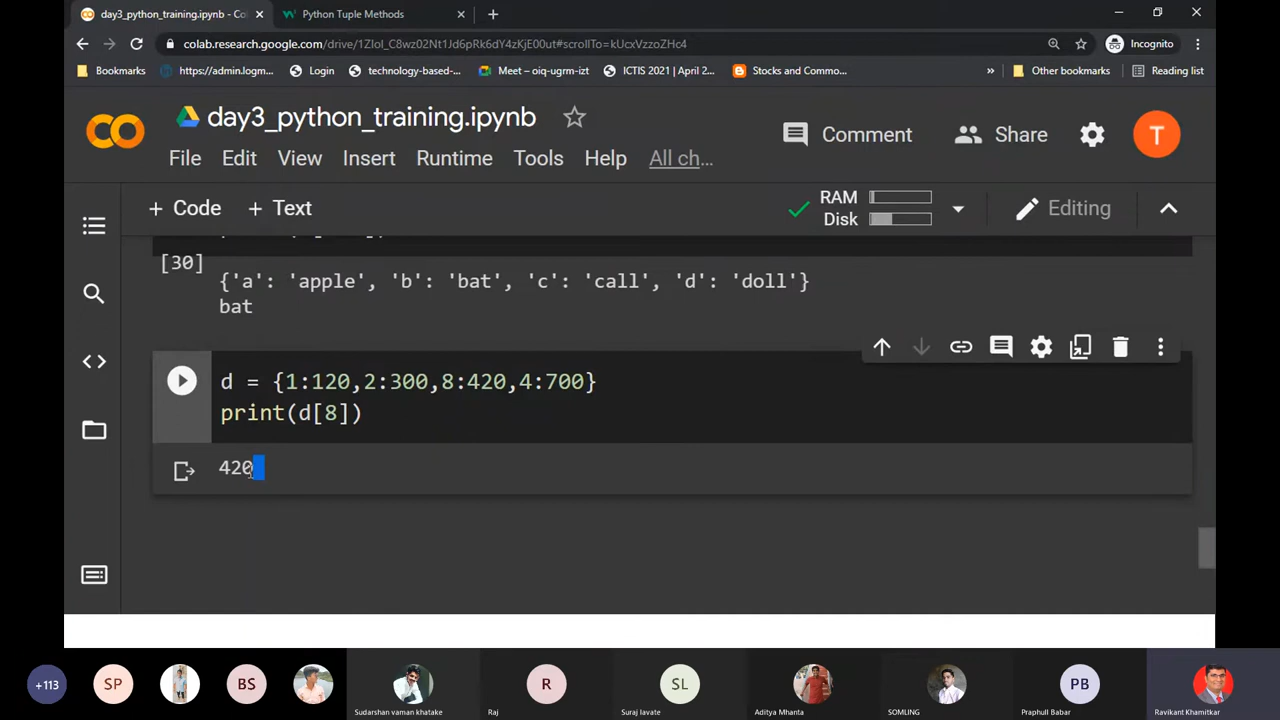 day3_python_training.ipynb - Col
Python Tuple Methods
colab.research.google.com/drive/1ZIoI_C8wz02Nt1Jd6pRk6dY4zKjE00ut#scrollTo=kUcxVzzoZHc4
Incognito
Bookmarks
https://admin.logm...
Login
technology-based-...
Meet – oiq-ugrm-izt
ICTIS 2021 | April 2...
Stocks and Commo...
»
Other bookmarks
Reading list
CO
day3_python_training.ipynb
Comment
Share
T
File Edit View Insert Runtime Tools Help All ch...
+ Code + Text
RAM
Disk
Editing
[30]
{'a': 'apple', 'b': 'bat', 'c': 'call', 'd': 'doll'}
bat
d = {1:120,2:300,8:420,4:700}
print(d[8])
420
+113
SP
BS
R
SL
PB
Sudarshan vaman khatake
Raj
Suraj Javate
Aditya Mhanta
SOMLING
Praphull Babar
Ravikant Khamitkar